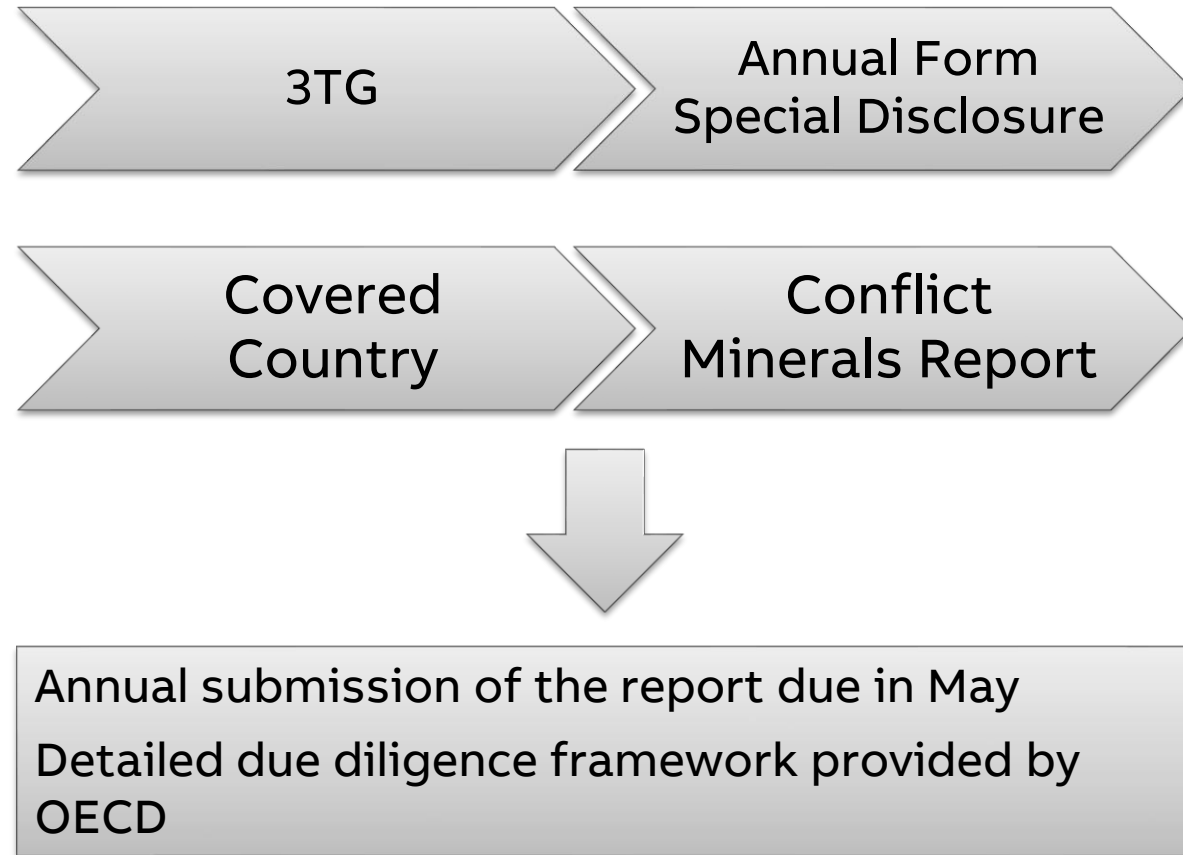 3TG
Annual Form
Special Disclosure
Covered
Country
Conflict
Minerals Report
Annual submission of the report due in May
Detailed due diligence framework provided by
OECD